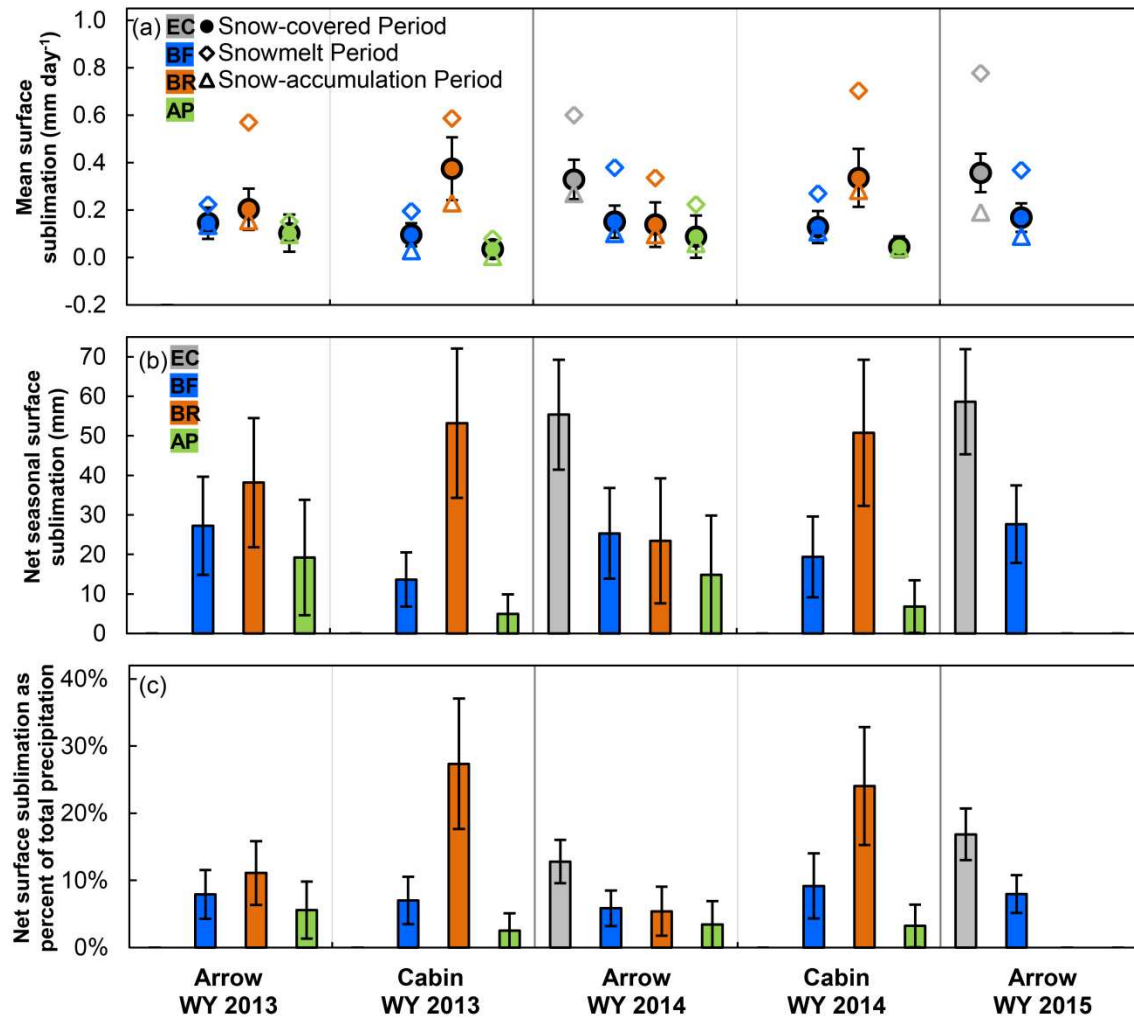 (a)
EC
BF
BR
AP
Snow-covered Period
Snowmelt Period
Snow-accumulation Period
Mean surface
sublimation (mm day-1)
1.0
0.8
0.6
0.4
0.2
0.0
-0.2
(b)
EC
BF
BR
AP
Net seasonal surface
sublimation (mm)
70
60
50
40
30
20
10
0
(c)
Net surface sublimation as
percent of total precipitation
40%
30%
20%
10%
0%
Arrow
WY 2013
Cabin
WY 2013
Arrow
WY 2014
Cabin
WY 2014
Arrow
WY 2015